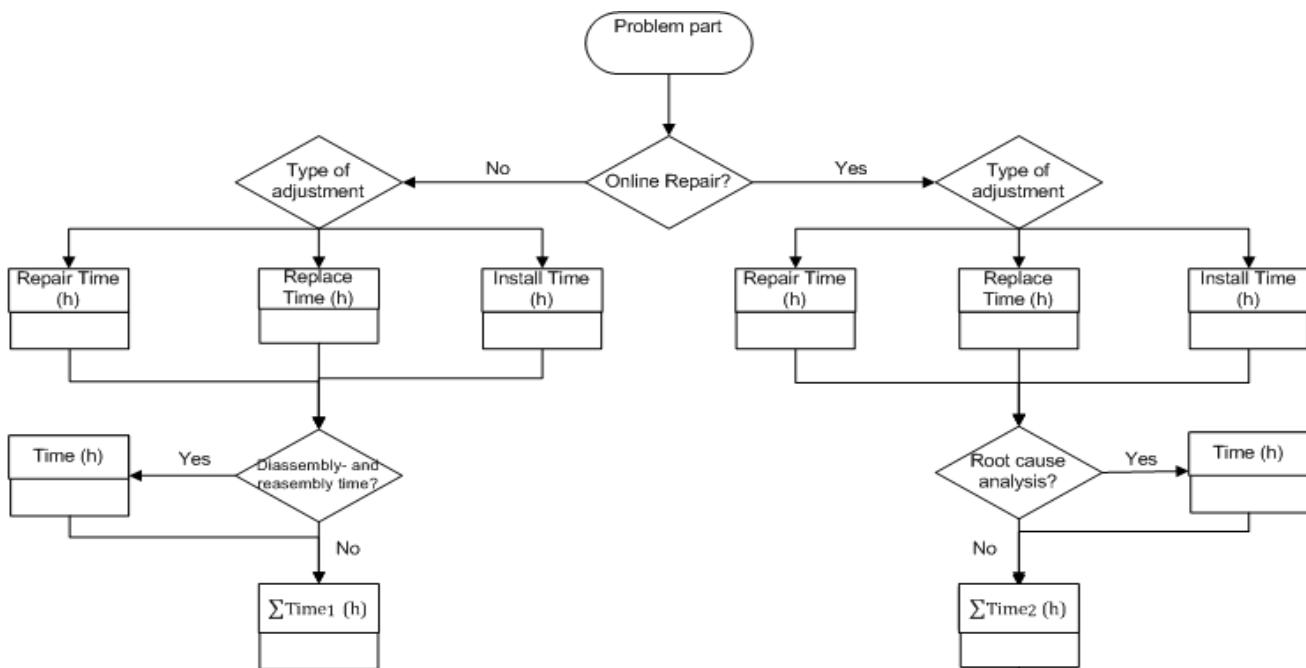 Problem part
Type of
adjustment
No
Online Repair?
Yes
Type of
adjustment
Repair Time
(h)
Replace
Time (h)
Install Time
(h)
Repair Time
(h)
Replace
Time (h)
Install Time
(h)
Time (h)
Yes
Diassembly- and
reasembly time?
Root cause
analysis?
Yes
Time (h)
No
No
∑Time1 (h)
∑Time2 (h)